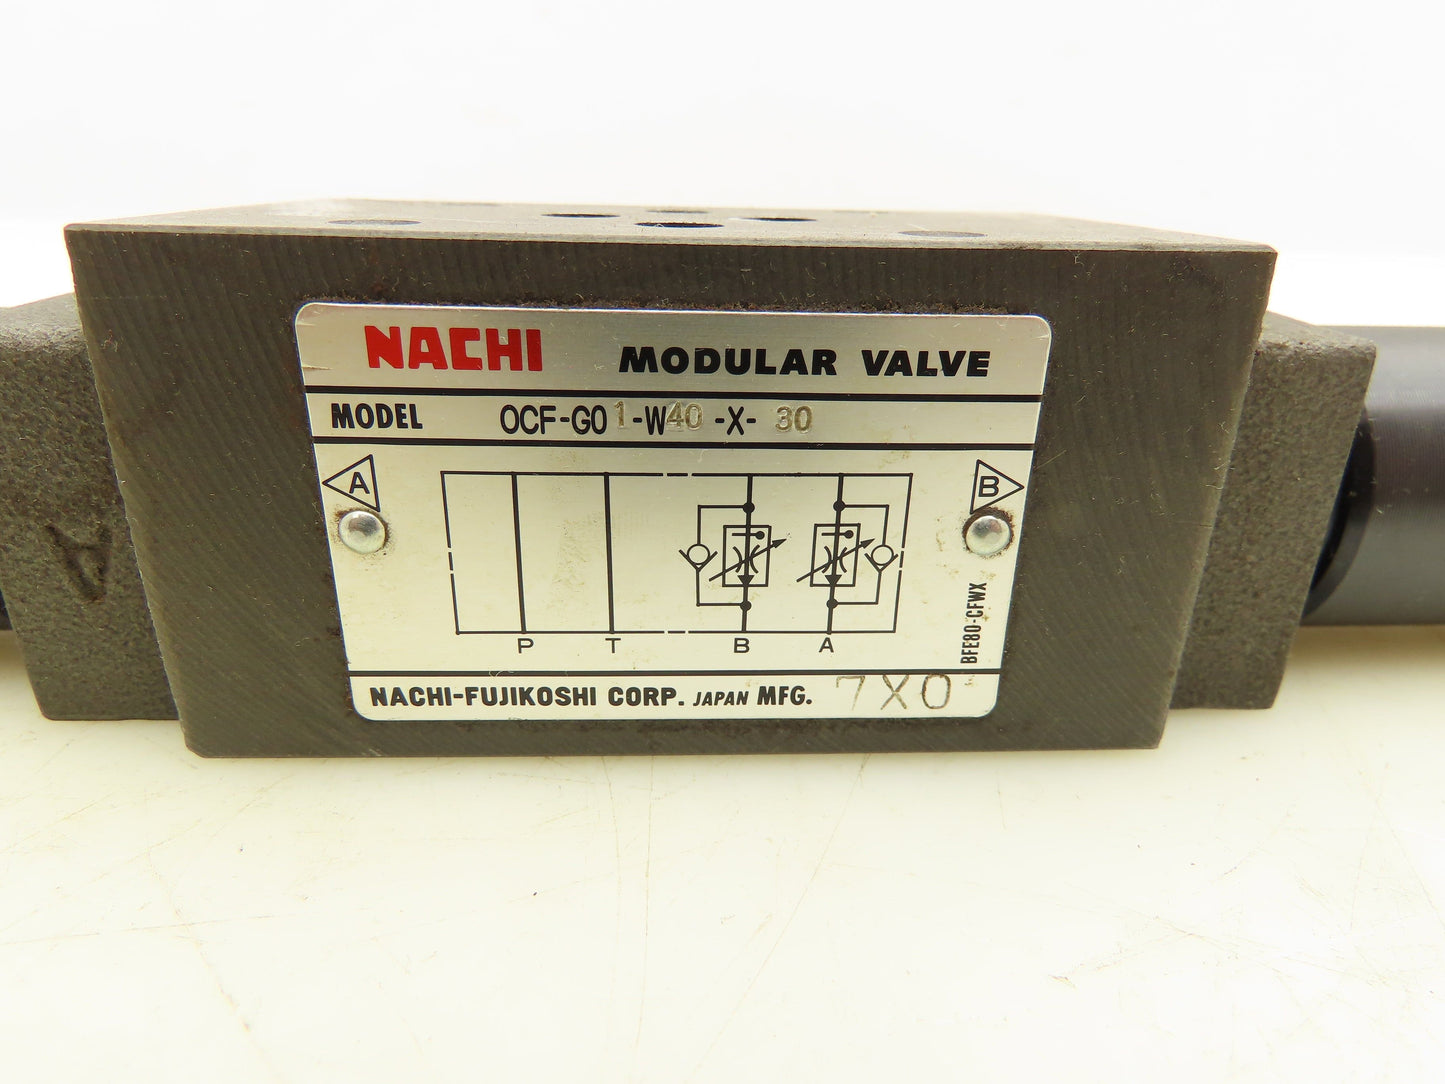 NACHI MODULAR VALVE
MODEL OCF-G01-W40-X-30
A
B
P T B A
BFE80-CFWX
NACHI-FUJIKOSHI CORP. JAPAN MFG. 7X0
A